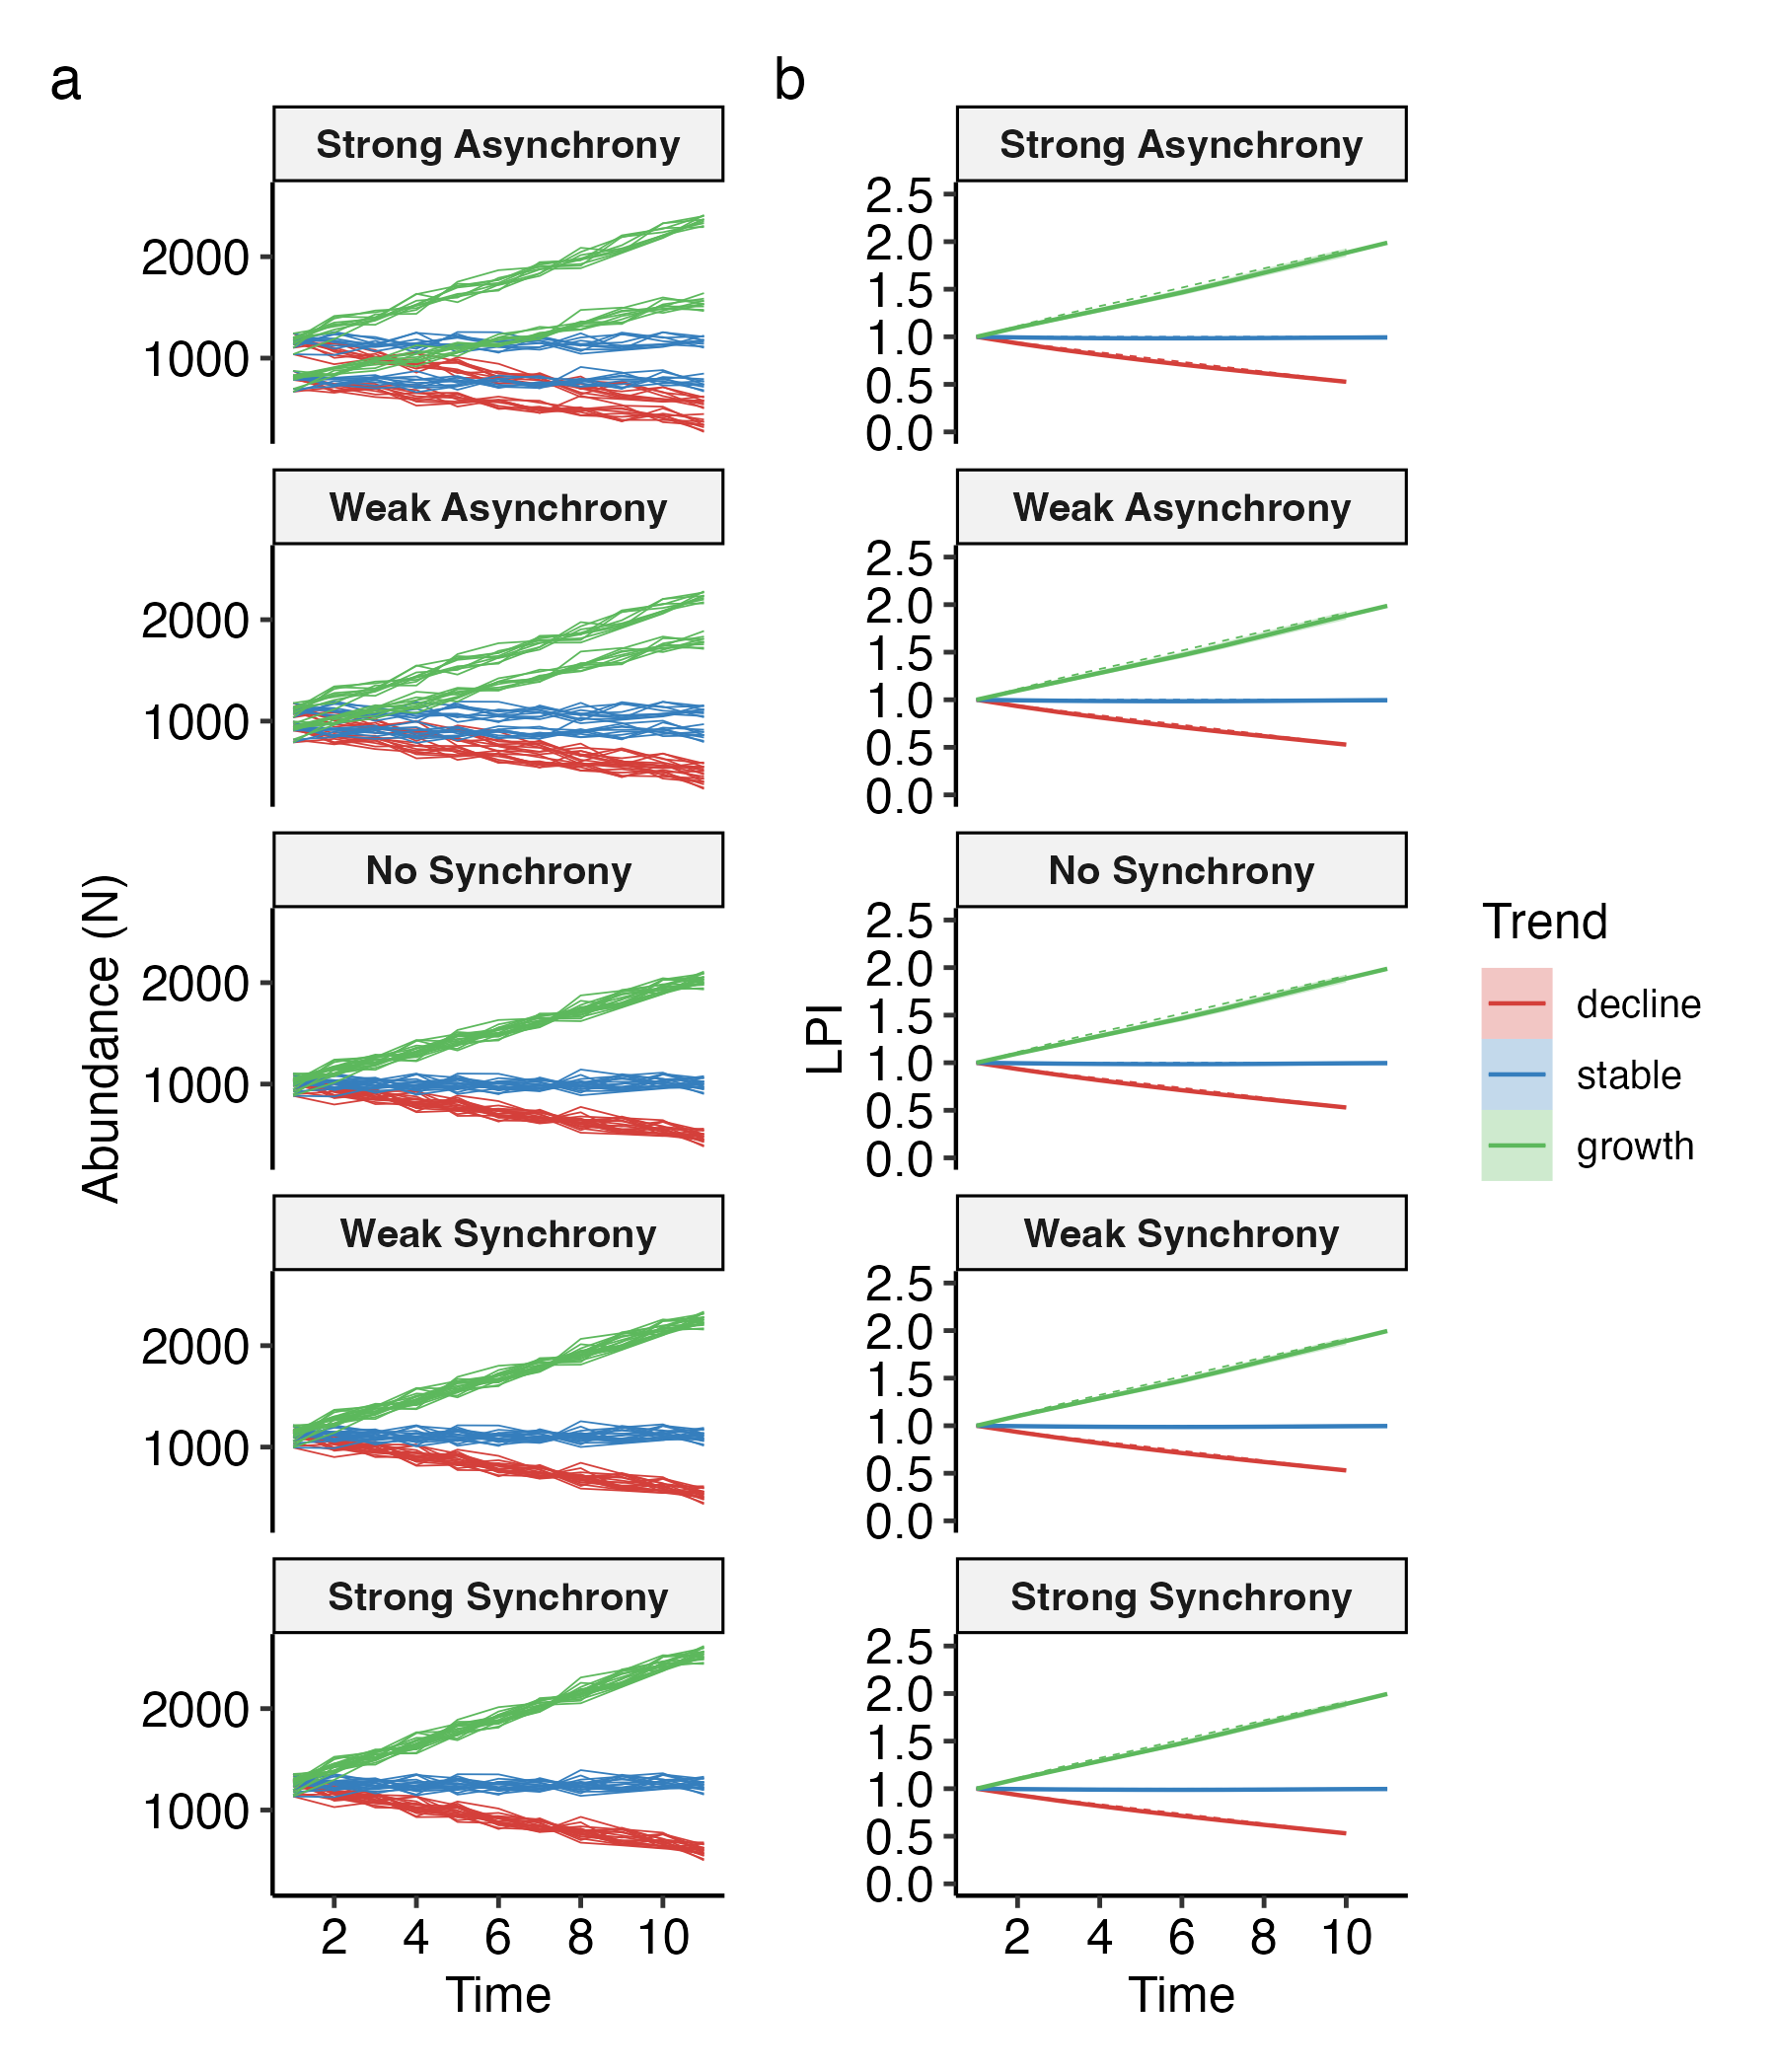 a
Strong Asynchrony
2000
1000
Weak Asynchrony
2000
1000
No Synchrony
2000
1000
Weak Synchrony
2000
1000
Strong Synchrony
2000
1000
2 4 6 8 10
Time
Abundance (N)
b
Strong Asynchrony
2.5
2.0
1.5
1.0
0.5
0.0
Weak Asynchrony
2.5
2.0
1.5
1.0
0.5
0.0
No Synchrony
2.5
2.0
1.5
1.0
0.5
0.0
Weak Synchrony
2.5
2.0
1.5
1.0
0.5
0.0
Strong Synchrony
2.5
2.0
1.5
1.0
0.5
0.0
2 4 6 8 10
Time
LPI
Trend
decline
stable
growth